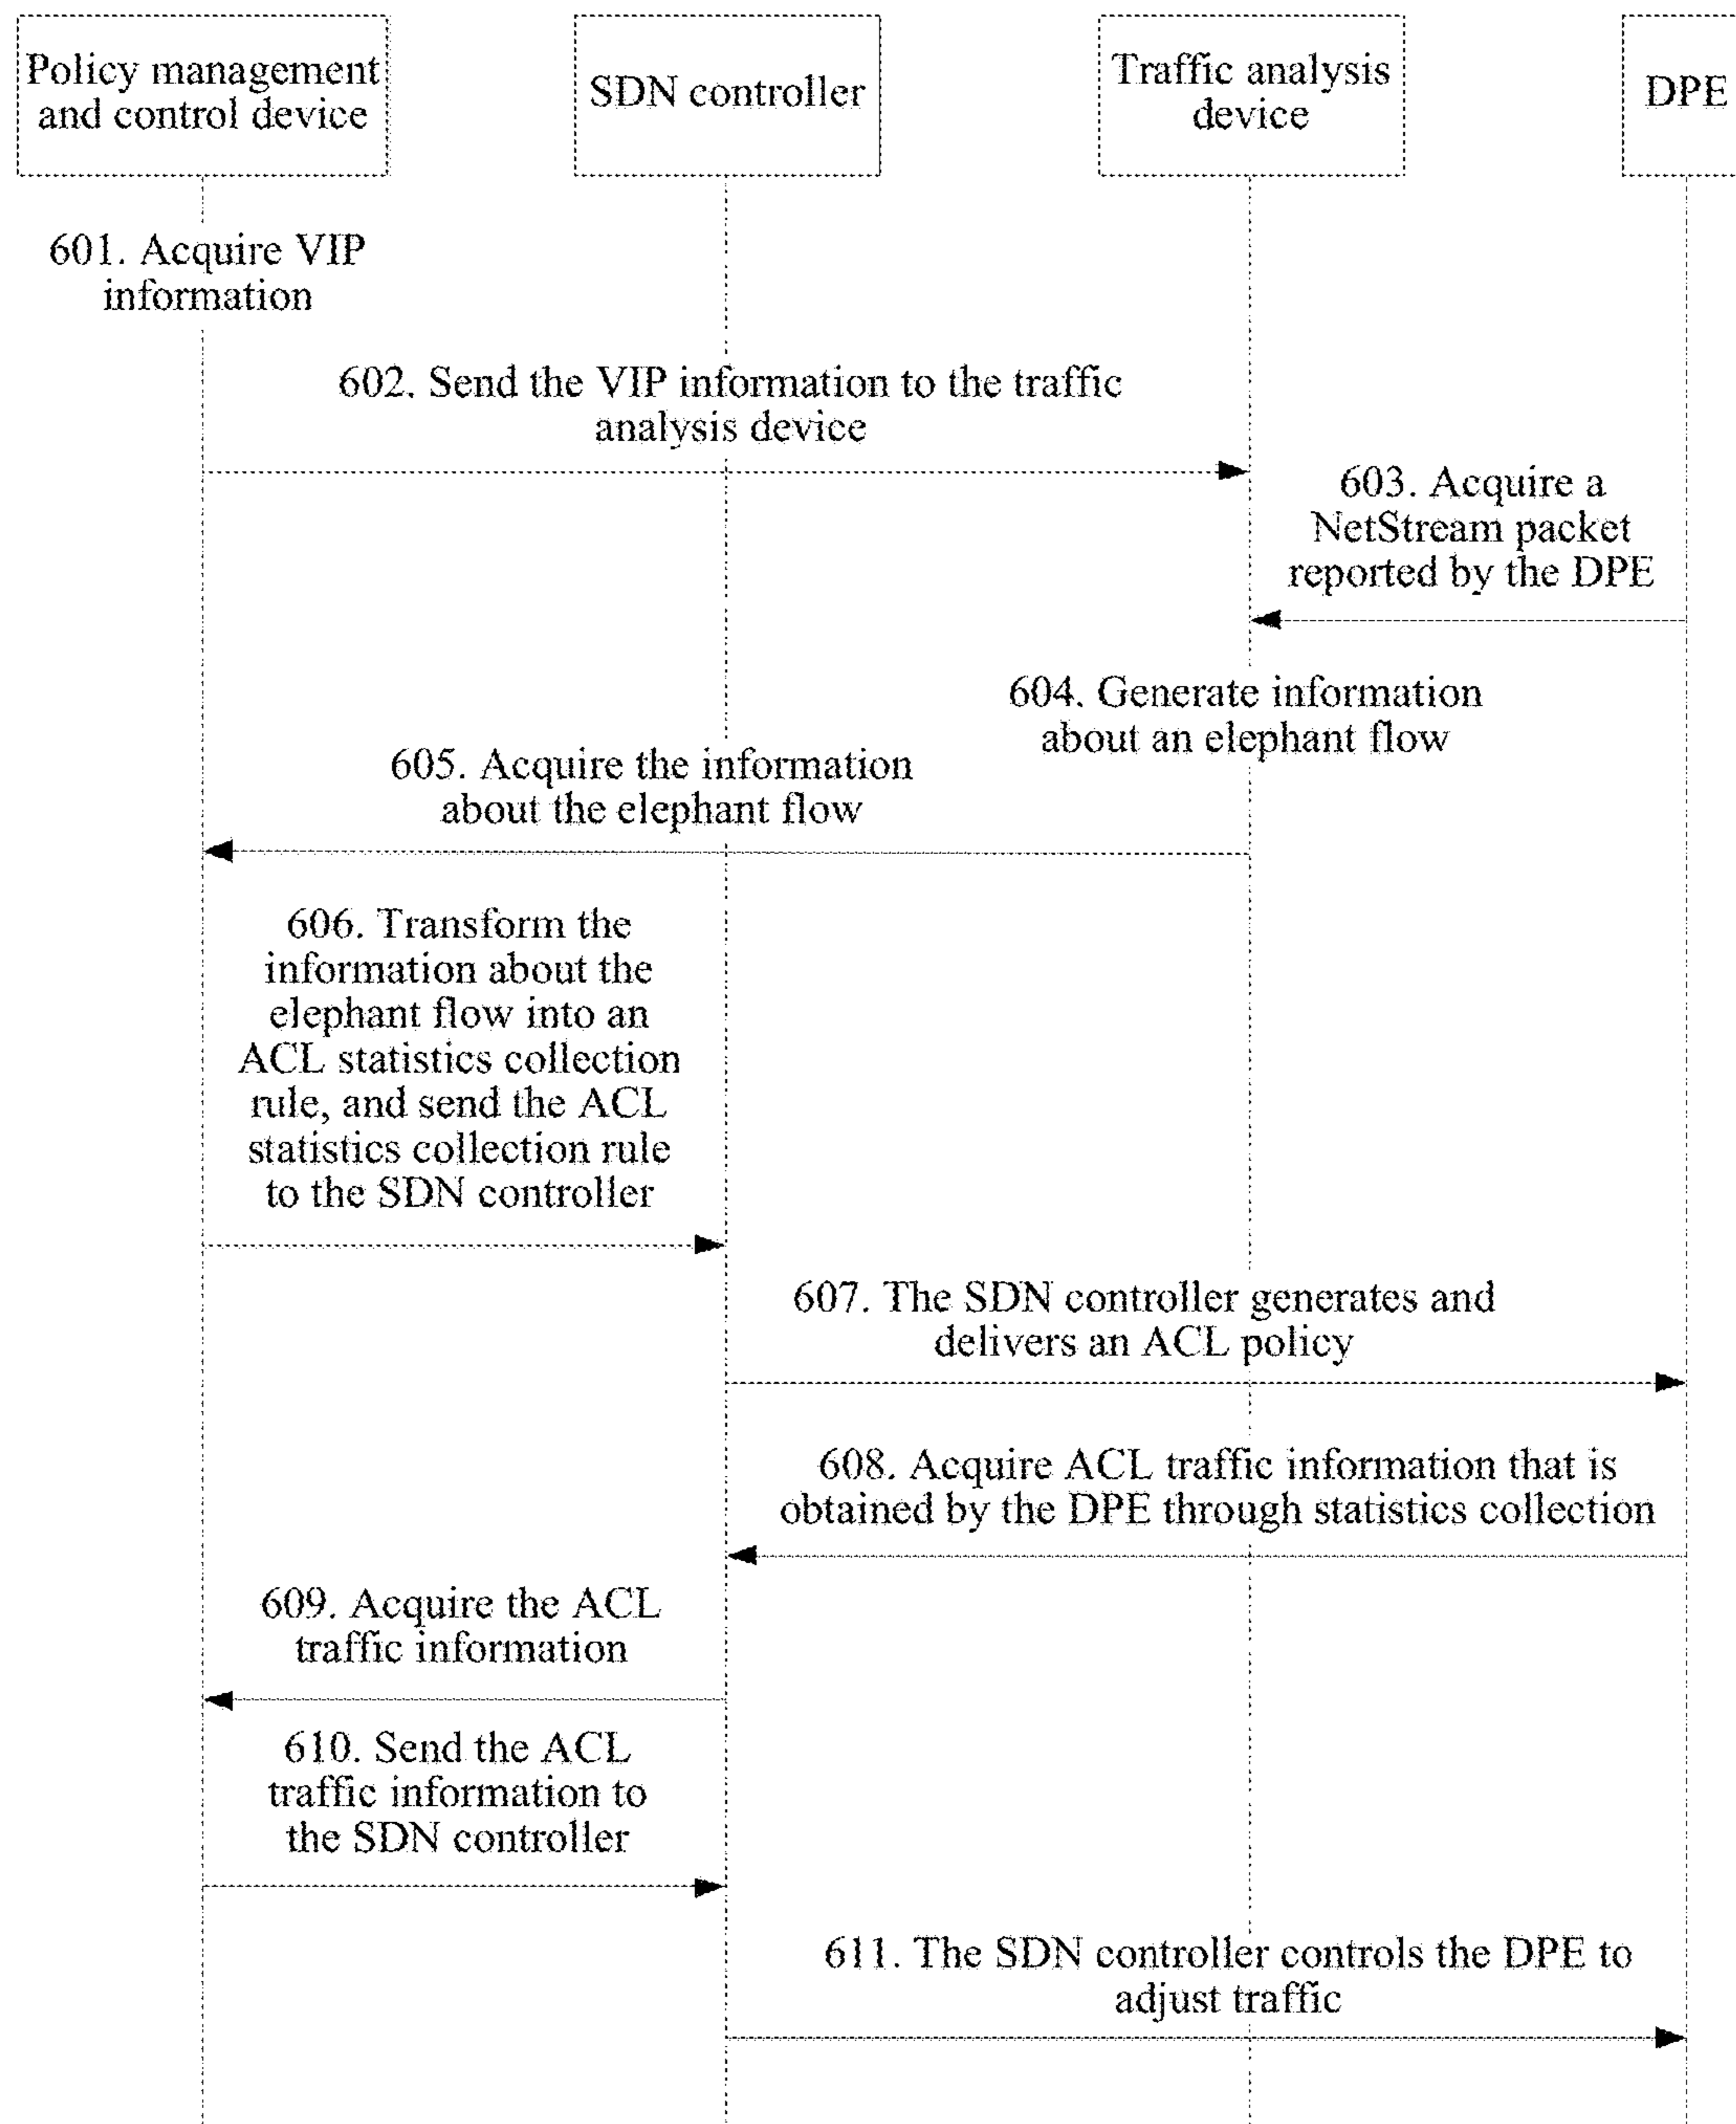 Policy management
and control device
SDN controller
Traffic analysis
device
DPE
601. Acquire VIP
information
602. Send the VIP information to the traffic
analysis device
603. Acquire a
NetStream packet
reported by the DPE
604. Generate information
about an elephant flow
605. Acquire the information
about the elephant flow
606. Transform the
information about the
elephant flow into an
ACL statistics collection
rule, and send the ACL
statistics collection rule
to the SDN controller
607. The SDN controller generates and
delivers an ACL policy
608. Acquire ACL traffic information that is
obtained by the DPE through statistics collection
609. Acquire the ACL
traffic information
610. Send the ACL
traffic information to
the SDN controller
611. The SDN controller controls the DPE to
adjust traffic